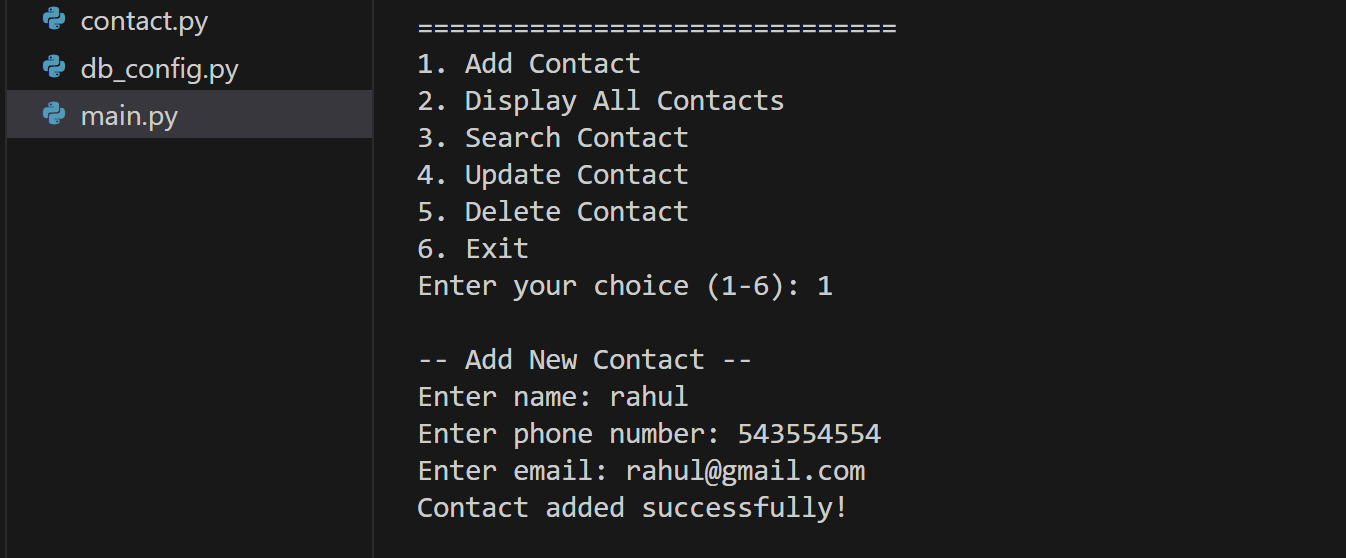 contact.py
db_config.py
main.py
==============================
1. Add Contact
2. Display All Contacts
3. Search Contact
4. Update Contact
5. Delete Contact
6. Exit
Enter your choice (1-6): 1
-- Add New Contact --
Enter name: rahul
Enter phone number: 543554554
Enter email: rahul@gmail.com
Contact added successfully!